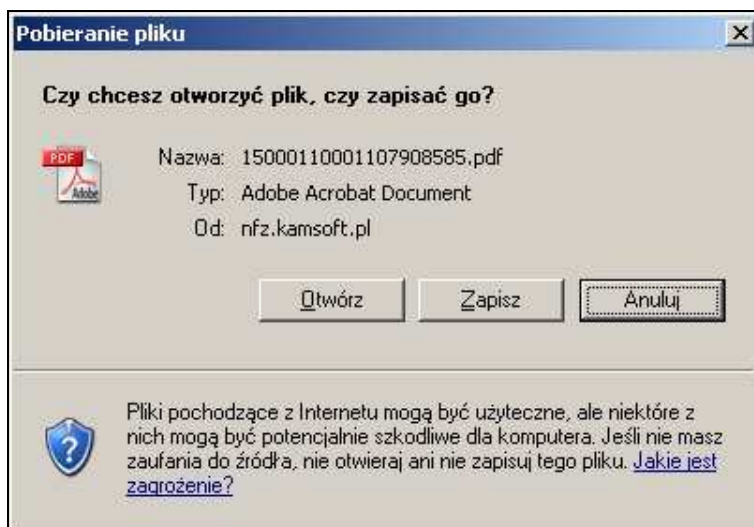 Pobieranie pliku
Czy chcesz otworzyć plik, czy zapisać go?
PDF
Adobe
Nazwa: 15000110001107908585.pdf
Typ: Adobe Acrobat Document
Od: nfz.kamsoft.pl
Otwórz Zapisz Anuluj
Pliki pochodzące z Internetu mogą być użyteczne, ale niektóre z
nich mogą być potencjalnie szkodliwe dla komputera. Jeśli nie masz
zaufania do źródła, nie otwieraj ani nie zapisuj tego pliku. Jakie jest
zagrożenie?